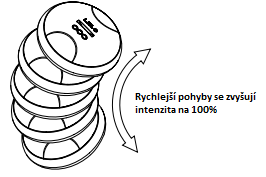 Rychlejší pohyby se zvyšují
intenzita na 100%